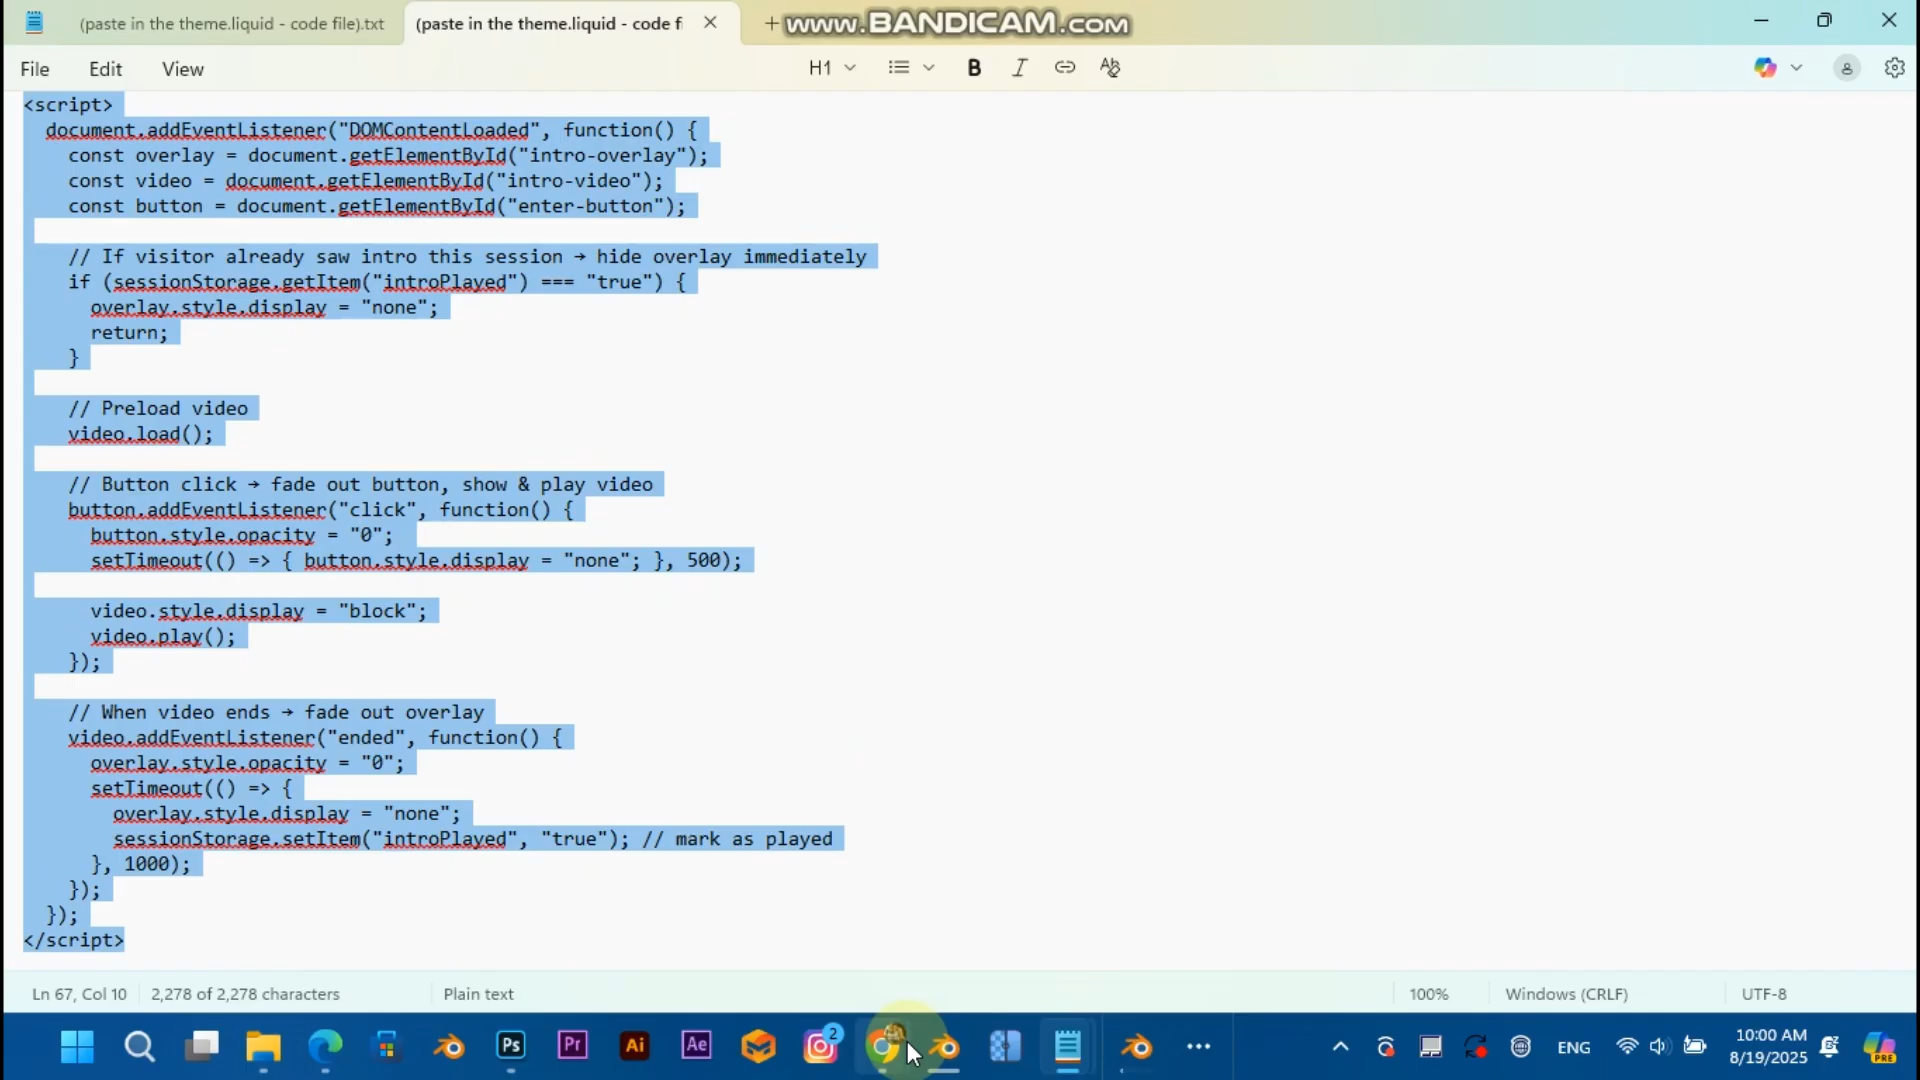 (paste in the theme.liquid - code file).txt
(paste in the theme.liquid - code f
www.BANDICAM.com
File Edit View H1 B I
<script>
  document.addEventListener("DOMContentLoaded", function() {
    const overlay = document.getElementById("intro-overlay");
    const video = document.getElementById("intro-video");
    const button = document.getElementById("enter-button");
    // If visitor already saw intro this session → hide overlay immediately
    if (sessionStorage.getItem("introPlayed") === "true") {
      overlay.style.display = "none";
      return;
    }
    // Preload video
    video.load();
    // Button click → fade out button, show & play video
    button.addEventListener("click", function() {
      button.style.opacity = "0";
      setTimeout(() => { button.style.display = "none"; }, 500);
      video.style.display = "block";
      video.play();
    });
    // When video ends → fade out overlay
    video.addEventListener("ended", function() {
      overlay.style.opacity = "0";
      setTimeout(() => {
        overlay.style.display = "none";
        sessionStorage.setItem("introPlayed", "true"); // mark as played
      }, 1000);
    });
  });
</script>
Ln 67, Col 10 2,278 of 2,278 characters Plain text 100% Windows (CRLF) UTF-8
Ps Pr Ai Ae 2 ENG 10:00 AM PRE
8/19/2025